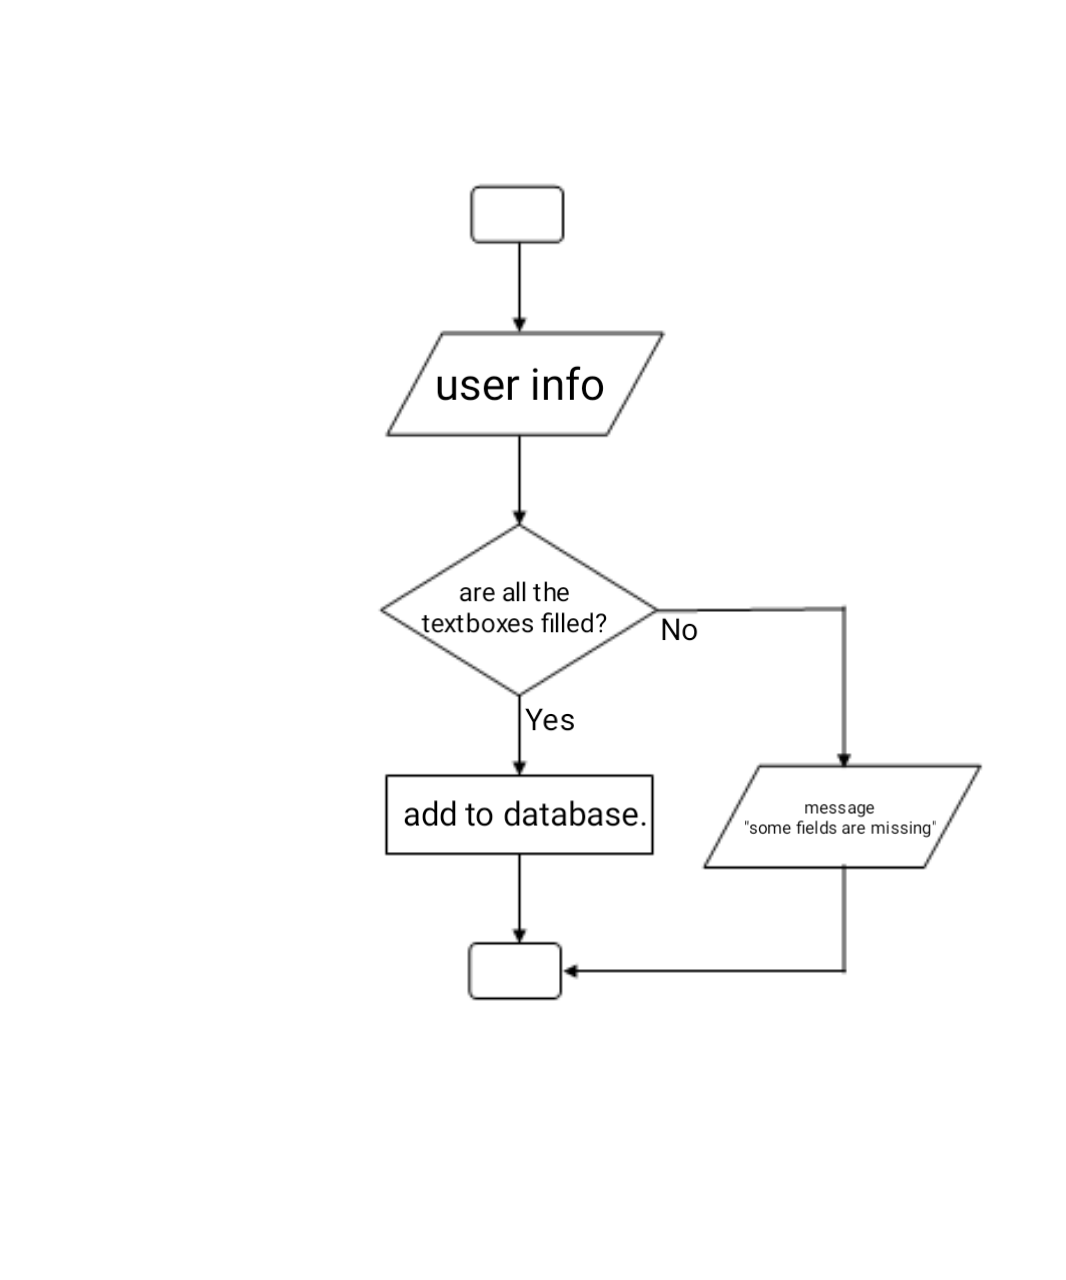 user info
are all the
textboxes filled?
No
Yes
add to database.
message
"some fields are missing"